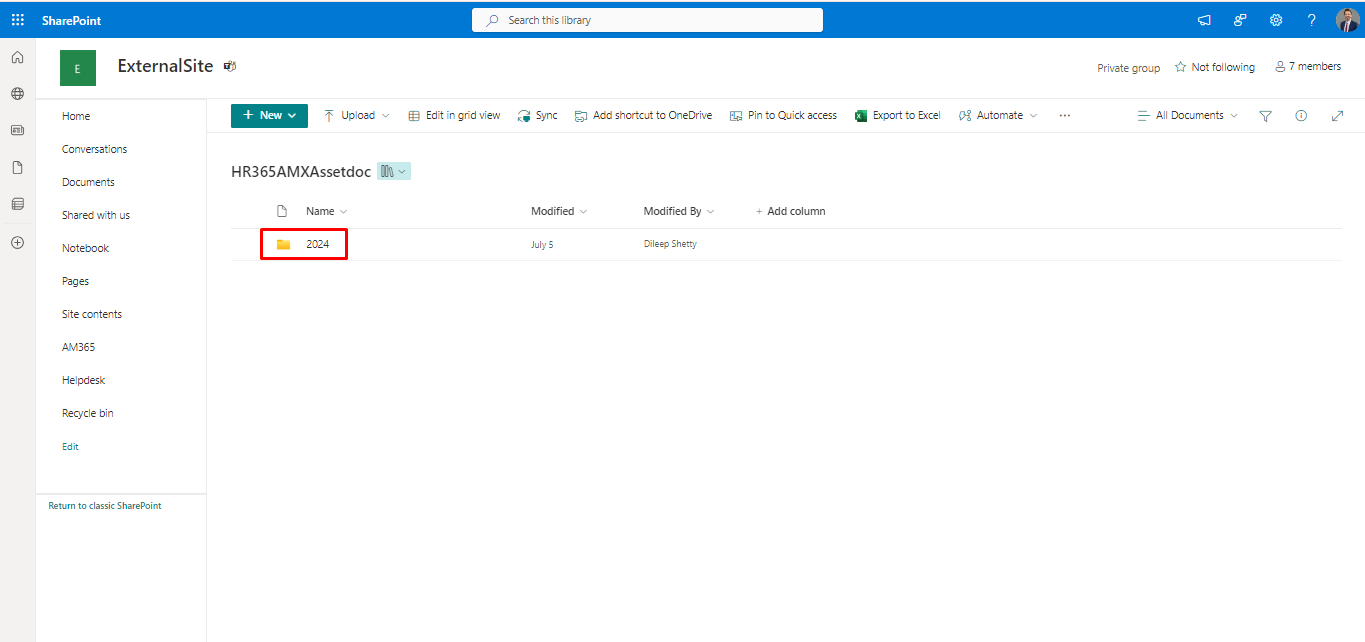 SharePoint
Search this library
?
E
ExternalSite
Private group
Not following
7 members
Home
Conversations
Documents
Shared with us
Notebook
Pages
Site contents
AM365
Helpdesk
Recycle bin
Edit
Return to classic SharePoint
+ New
Upload
Edit in grid view
Sync
Add shortcut to OneDrive
Pin to Quick access
Export to Excel
Automate
...
All Documents
HR365AMXAssetdoc
Name
Modified
Modified By
+ Add column
2024
July 5
Dileep Shetty